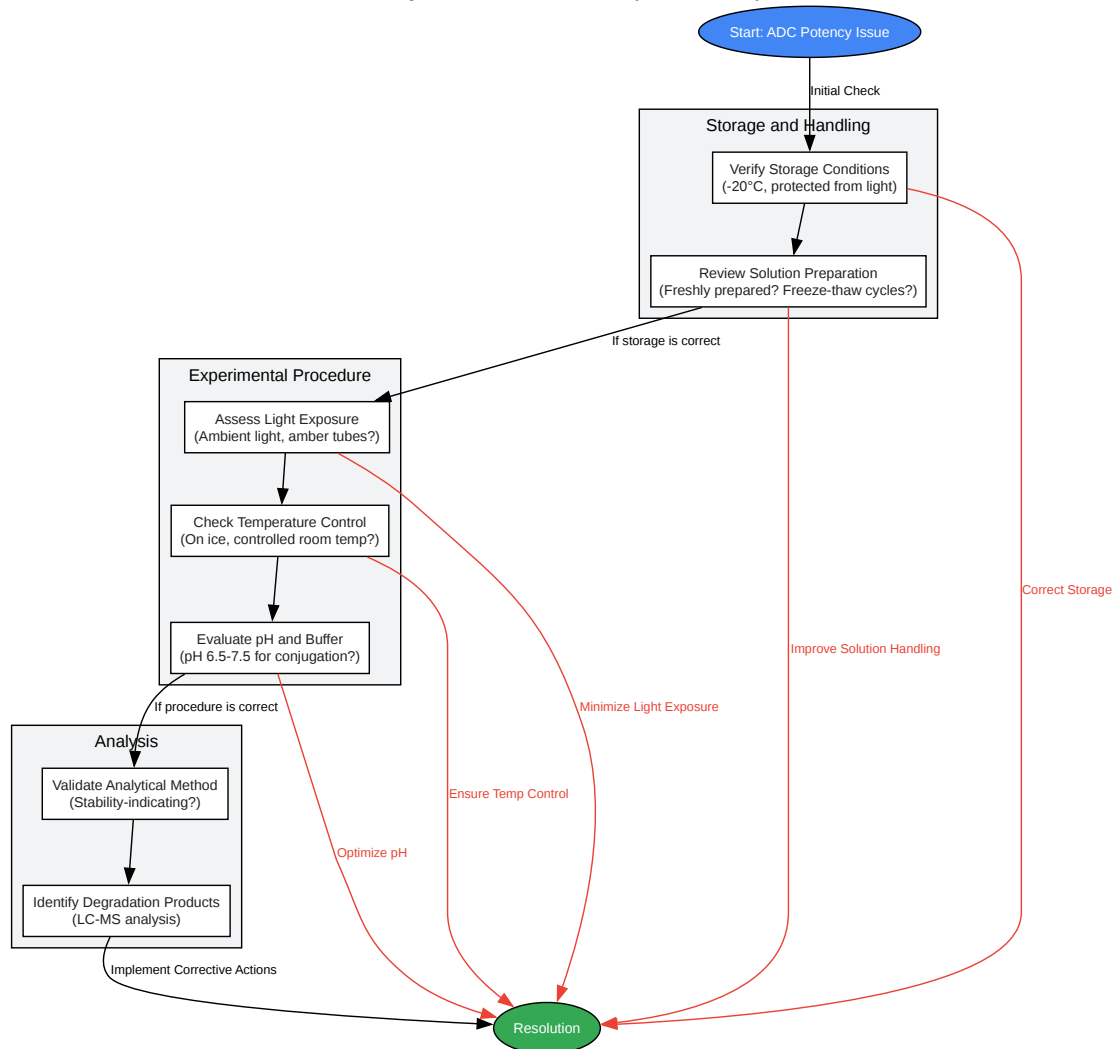 Start: ADC Potency Issue
Initial Check
Storage and Handling
Verify Storage Conditions
(-20°C, protected from light)
Review Solution Preparation
(Freshly prepared? Freeze-thaw cycles?)
If storage is correct
Experimental Procedure
Assess Light Exposure
(Ambient light, amber tubes?)
Check Temperature Control
(On ice, controlled room temp?)
Correct Storage
Evaluate pH and Buffer
(pH 6.5-7.5 for conjugation?)
Improve Solution Handling
If procedure is correct
Minimize Light Exposure
Analysis
Validate Analytical Method
(Stability-indicating?)
Ensure Temp Control
Optimize pH
Identify Degradation Products
(LC-MS analysis)
Implement Corrective Actions
Resolution